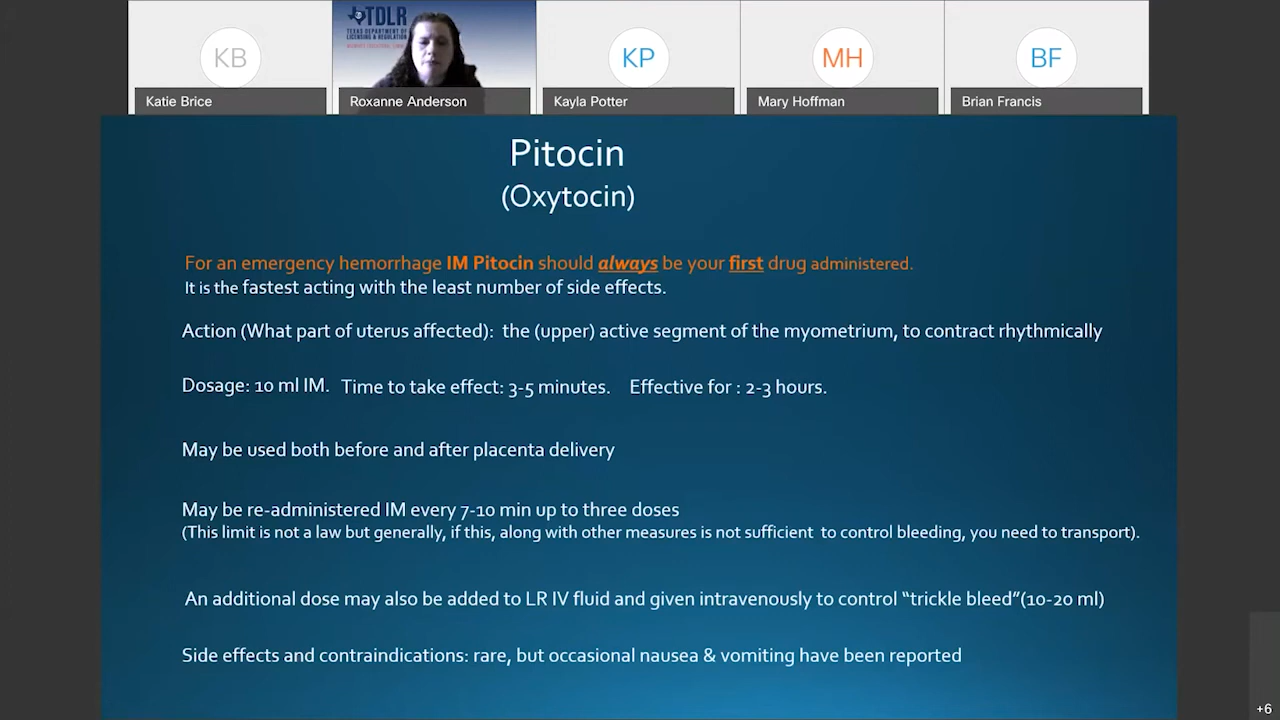 KB
TDLR
TEXAS DEPARTMENT OF
LICENSING & REGULATION
KP
MH
BF
Katie Brice
Roxanne Anderson
Kayla Potter
Mary Hoffman
Brian Francis
Pitocin
(Oxytocin)
For an emergency hemorrhage IM Pitocin should always be your first drug administered.
It is the fastest acting with the least number of side effects.
Action (What part of uterus affected): the (upper) active segment of the myometrium, to contract rhythmically
Dosage: 10 ml IM. Time to take effect: 3-5 minutes. Effective for : 2-3 hours.
May be used both before and after placenta delivery
May be re-administered IM every 7-10 min up to three doses
(This limit is not a law but generally, if this, along with other measures is not sufficient to control bleeding, you need to transport).
An additional dose may also be added to LR IV fluid and given intravenously to control “trickle bleed”(10-20 ml)
Side effects and contraindications: rare, but occasional nausea & vomiting have been reported
+6